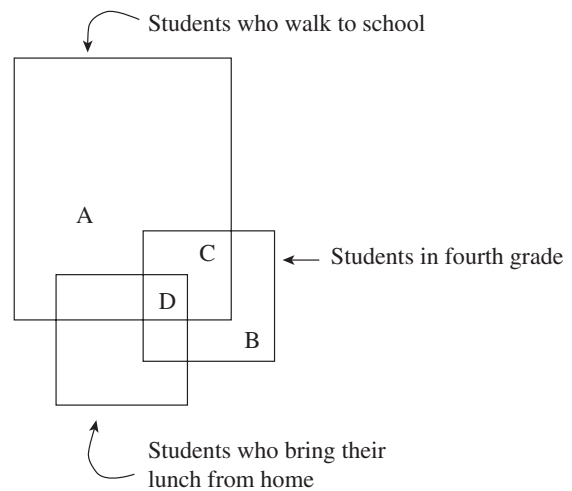 Students who walk to school
A
C
Students in fourth grade
D
B
Students who bring their
lunch from home